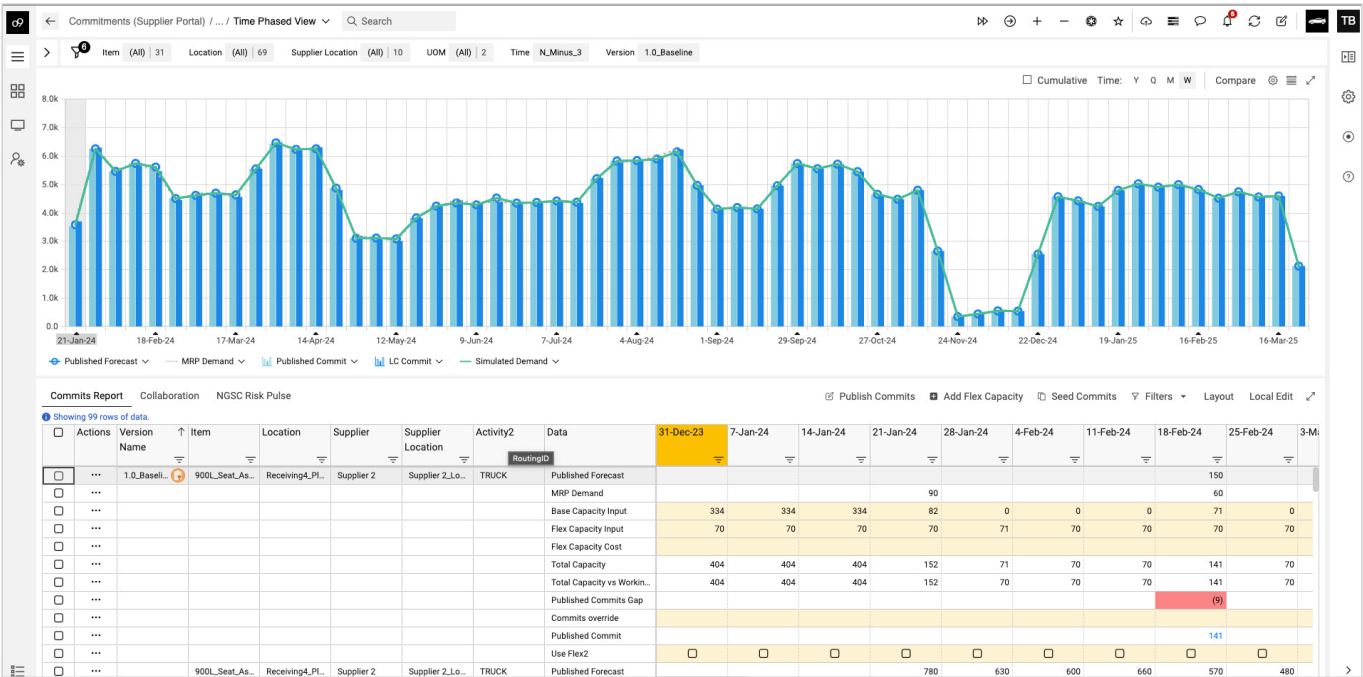 o9 Commitments (Supplier Portal) / ... / Time Phased View Search 8 TB
6 Item (All) 31 Location (All) 69 Supplier Location (All) 10 UOM (All) 2 Time N_Minus_3 Version 1.0_Baseline
Cumulative Time: Y Q M W Compare
8.0k
7.0k
6.0k
5.0k
4.0k
3.0k
2.0k
1.0k
0.0
21-Jan-24 18-Feb-24 17-Mar-24 14-Apr-24 12-May-24 9-Jun-24 7-Jul-24 4-Aug-24 1-Sep-24 29-Sep-24 27-Oct-24 24-Nov-24 22-Dec-24 19-Jan-25 16-Feb-25 16-Mar-25
Published Forecast MRP Demand Published Commit LC Commit Simulated Demand
Commits Report Collaboration NGSC Risk Pulse Publish Commits Add Flex Capacity Seed Commits Filters Layout Local Edit
Showing 99 rows of data.
Actions Version Name Item Location Supplier Supplier Location Activity2 Data 31-Dec-23 7-Jan-24 14-Jan-24 21-Jan-24 28-Jan-24 4-Feb-24 11-Feb-24 18-Feb-24 25-Feb-24 3-Ma
RoutingID
1.0_Baseli... 900L_Seat_As... Receiving4_Pl... Supplier 2 Supplier 2_Lo... TRUCK Published Forecast 150
MRP Demand 90 60
Base Capacity Input 334 334 334 82 0 0 0 71 0
Flex Capacity Input 70 70 70 70 71 70 70 70 70
Flex Capacity Cost
Total Capacity 404 404 404 152 71 70 70 141 70
Total Capacity vs Workin... 404 404 404 152 70 70 70 141 70
Published Commits Gap (9)
Commits override
Published Commit 141
Use Flex2
900L_Seat_As... Receiving4_Pl... Supplier 2 Supplier 2_Lo... TRUCK Published Forecast 780 630 600 660 570 480